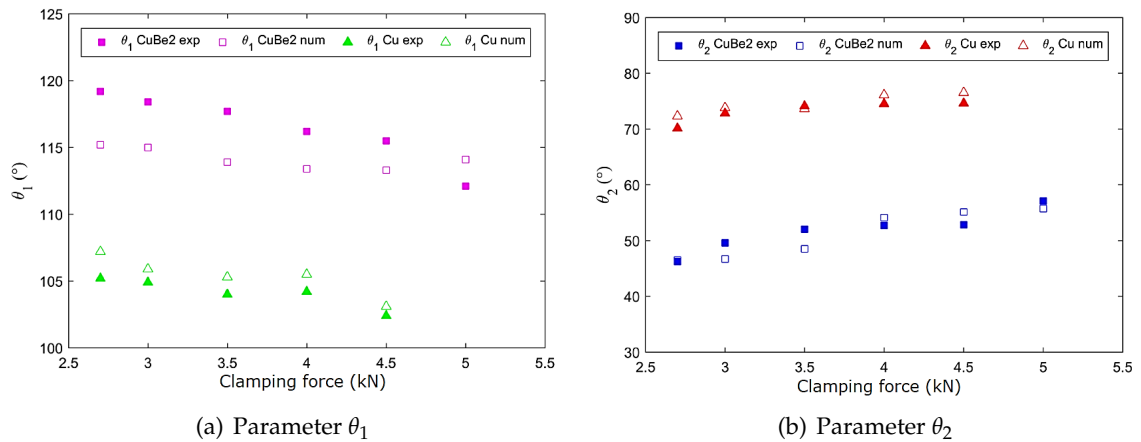 125
120
115
110
105
100
θ1 (°)
θ1 CuBe2 exp θ1 CuBe2 num θ1 Cu exp θ1 Cu num
2.5 3 3.5 4 4.5 5 5.5
Clamping force (kN)
(a) Parameter θ1
90
80
70
60
50
40
30
θ2 (°)
θ2 CuBe2 exp θ2 CuBe2 num θ2 Cu exp θ2 Cu num
2.5 3 3.5 4 4.5 5 5.5
Clamping force (kN)
(b) Parameter θ2